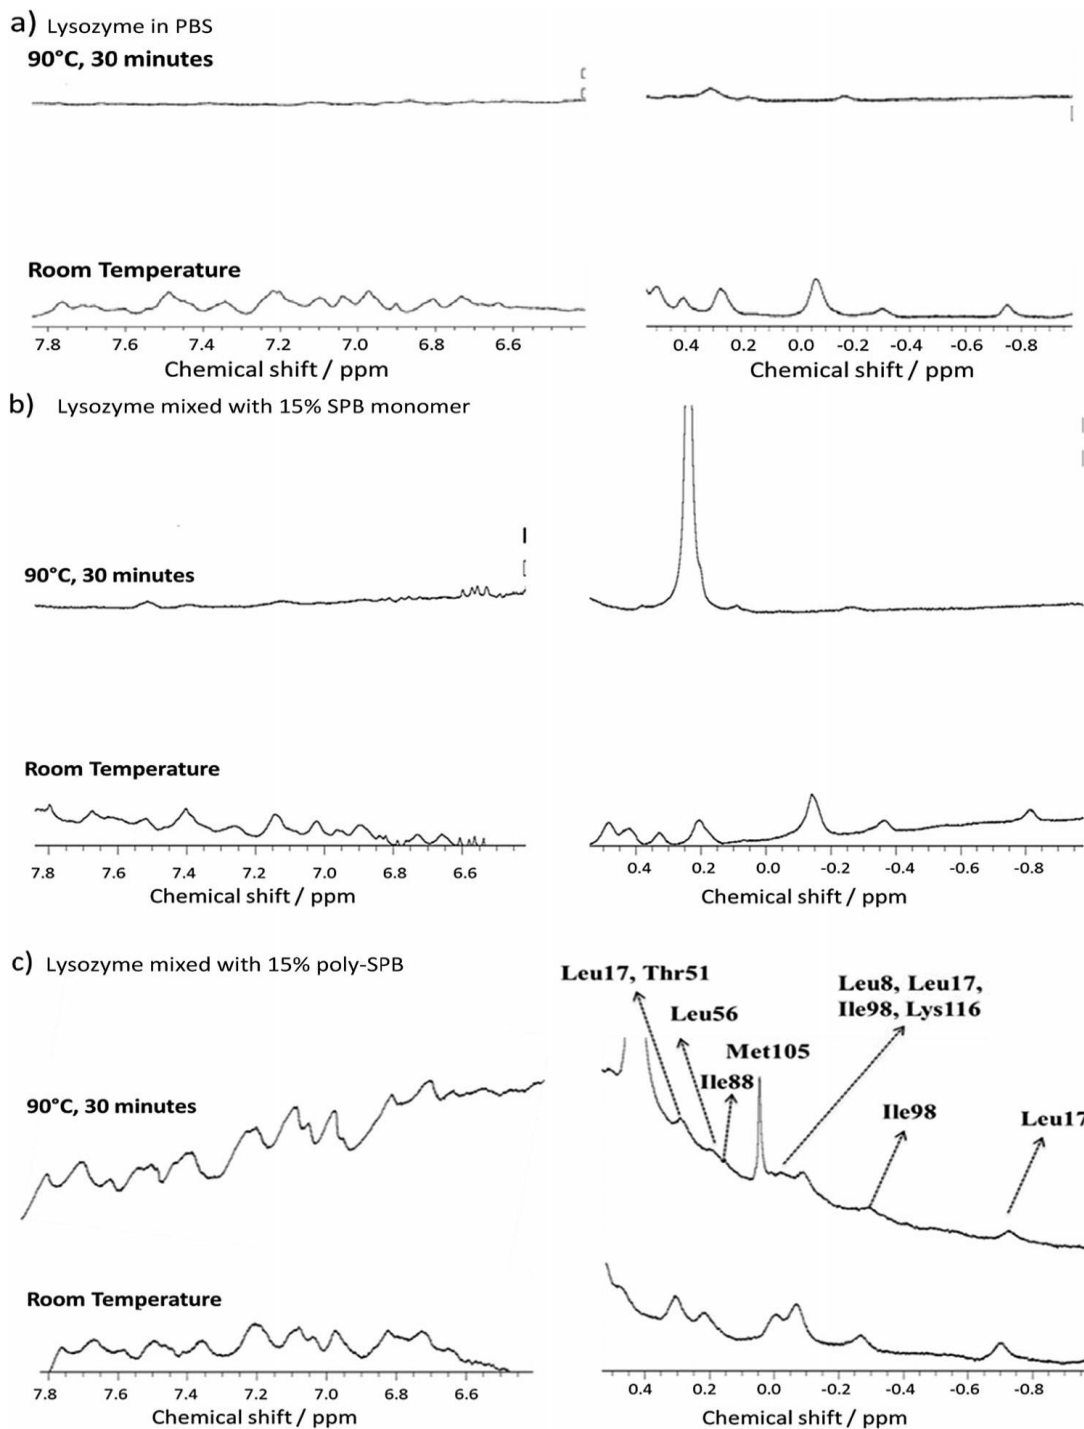 a) Lysozyme in PBS
90°C, 30 minutes
Room Temperature
7.8 7.6 7.4 7.2 7.0 6.8 6.6
Chemical shift / ppm
0.4 0.2 0.0 -0.2 -0.4 -0.6 -0.8
Chemical shift / ppm
b) Lysozyme mixed with 15% SPB monomer
90°C, 30 minutes
Room Temperature
7.8 7.6 7.4 7.2 7.0 6.8 6.6
Chemical shift / ppm
0.4 0.2 0.0 -0.2 -0.4 -0.6 -0.8
Chemical shift / ppm
c) Lysozyme mixed with 15% poly-SPB
90°C, 30 minutes
Leu17, Thr51
Leu56
Ile88
Met105
Leu8, Leu17,
Ile98, Lys116
Ile98
Leu17
Room Temperature
7.8 7.6 7.4 7.2 7.0 6.8 6.6
Chemical shift / ppm
0.4 0.2 0.0 -0.2 -0.4 -0.6 -0.8
Chemical shift / ppm